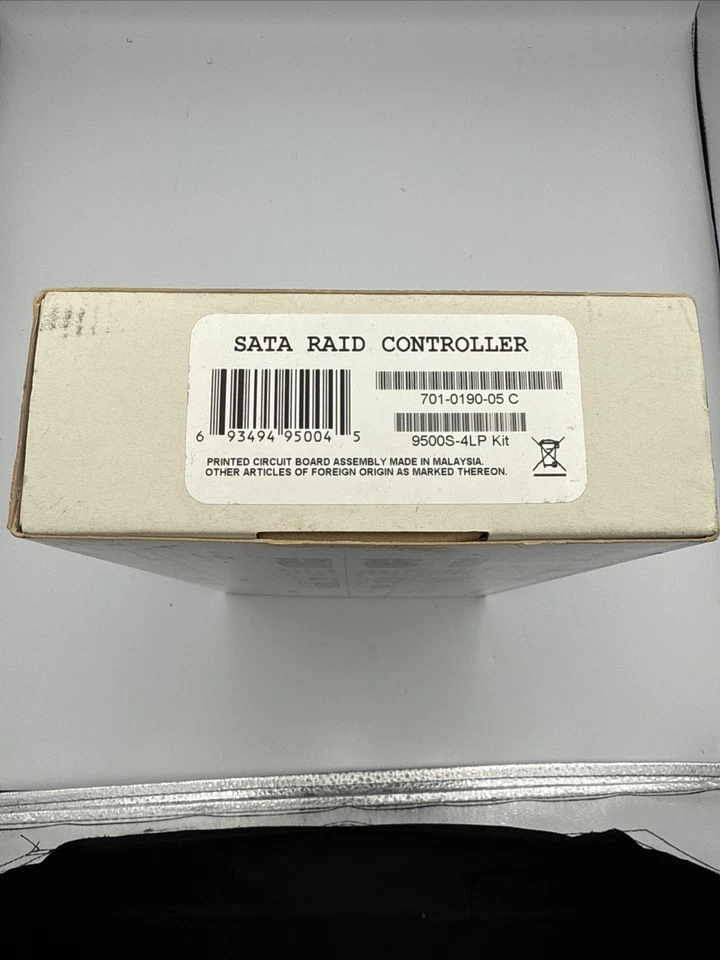 SATA RAID CONTROLLER
701-0190-05 C
6 93494 95004 5
9500S-4LP Kit
PRINTED CIRCUIT BOARD ASSEMBLY MADE IN MALAYSIA.
OTHER ARTICLES OF FOREIGN ORIGIN AS MARKED THEREON.